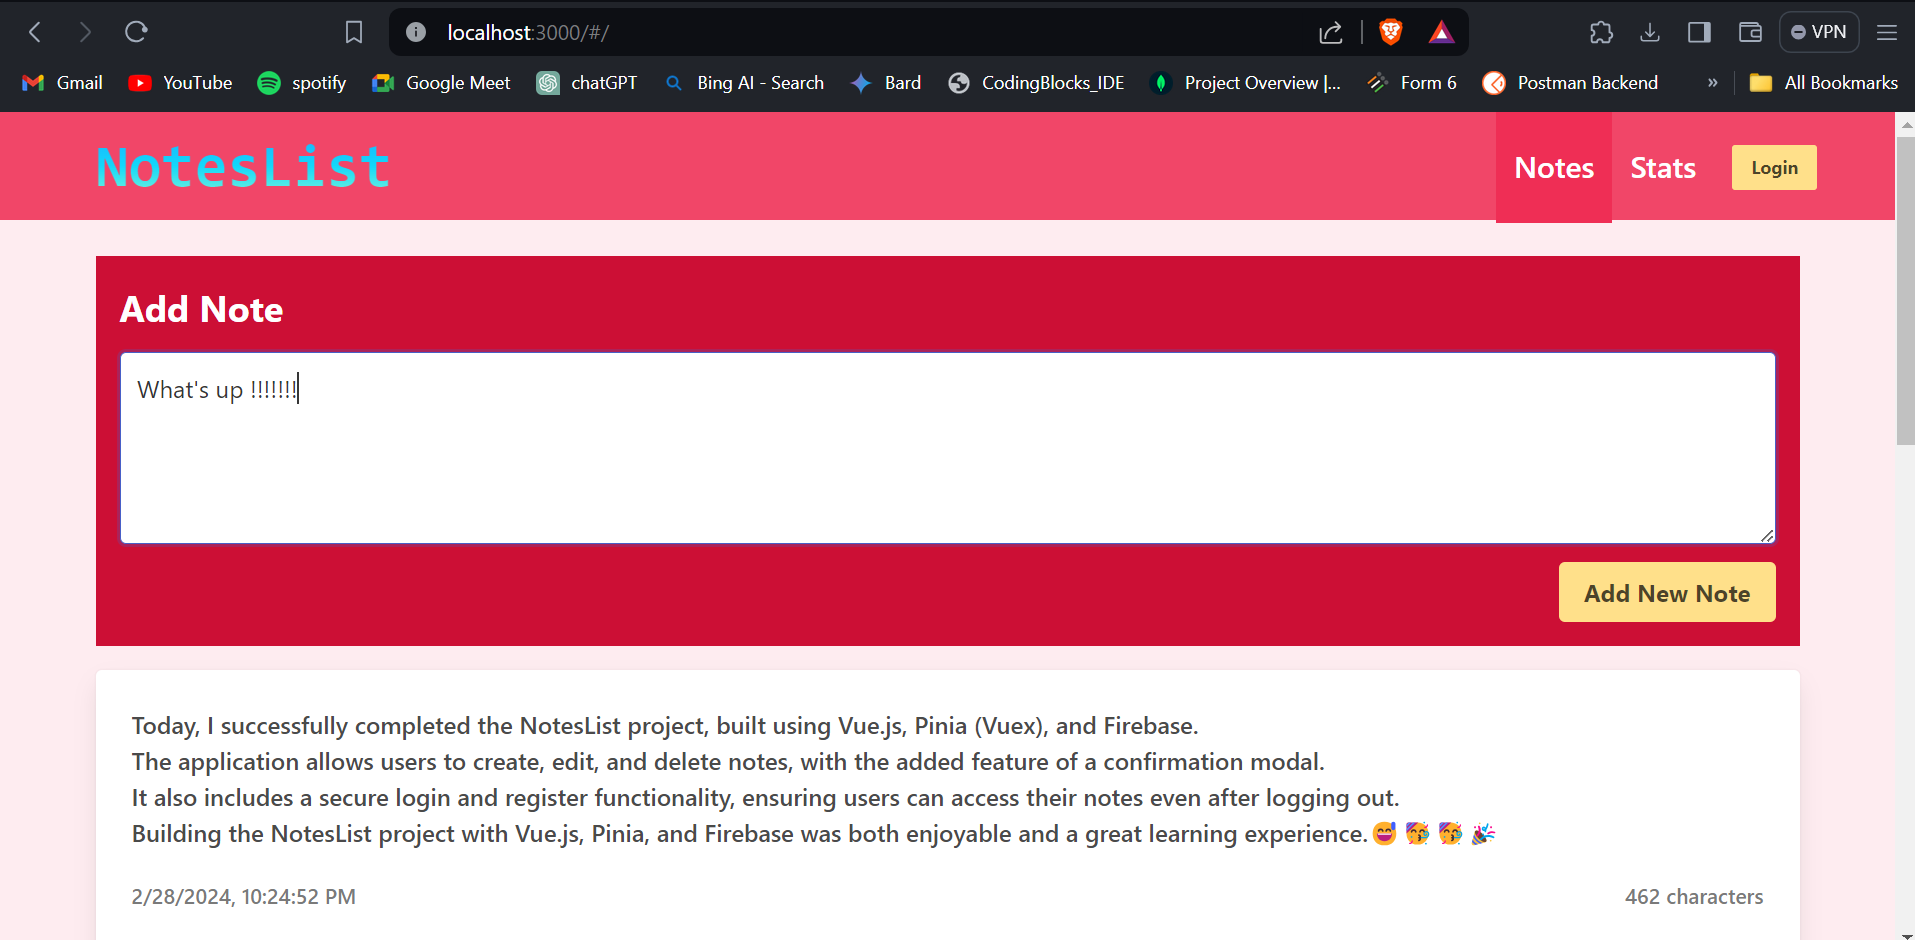 localhost:3000/#/
VPN
Gmail YouTube spotify Google Meet chatGPT Bing AI - Search Bard CodingBlocks_IDE Project Overview |... Form 6 Postman Backend » All Bookmarks
NotesList Notes Stats Login
Add Note
What's up !!!!!!!
Add New Note
Today, I successfully completed the NotesList project, built using Vue.js, Pinia (Vuex), and Firebase.
The application allows users to create, edit, and delete notes, with the added feature of a confirmation modal.
It also includes a secure login and register functionality, ensuring users can access their notes even after logging out.
Building the NotesList project with Vue.js, Pinia, and Firebase was both enjoyable and a great learning experience.😅 🥳 🥳 🎉
2/28/2024, 10:24:52 PM 462 characters